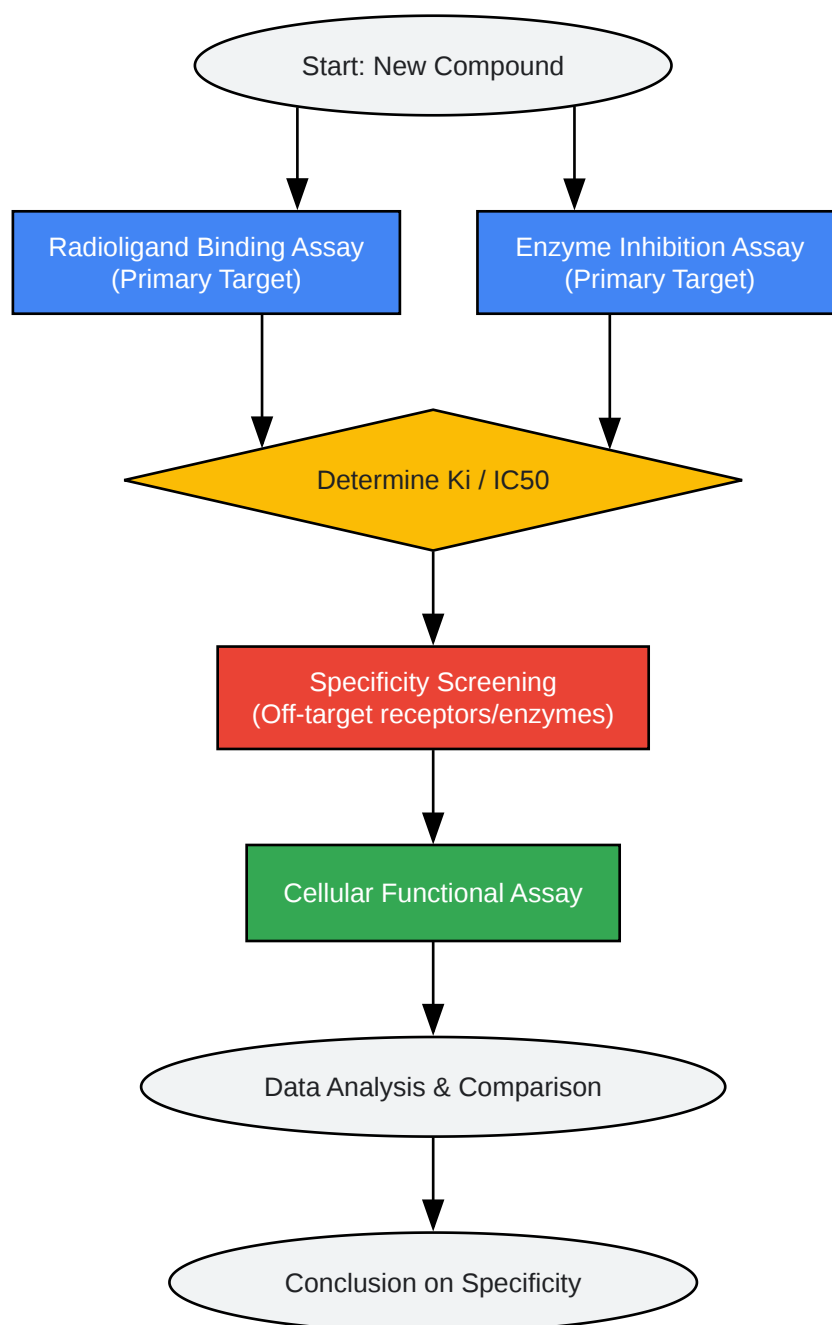 Start: New Compound
Radioligand Binding Assay
(Primary Target)
Enzyme Inhibition Assay
(Primary Target)
Determine Ki / IC50
Specificity Screening
(Off-target receptors/enzymes)
Cellular Functional Assay
Data Analysis & Comparison
Conclusion on Specificity